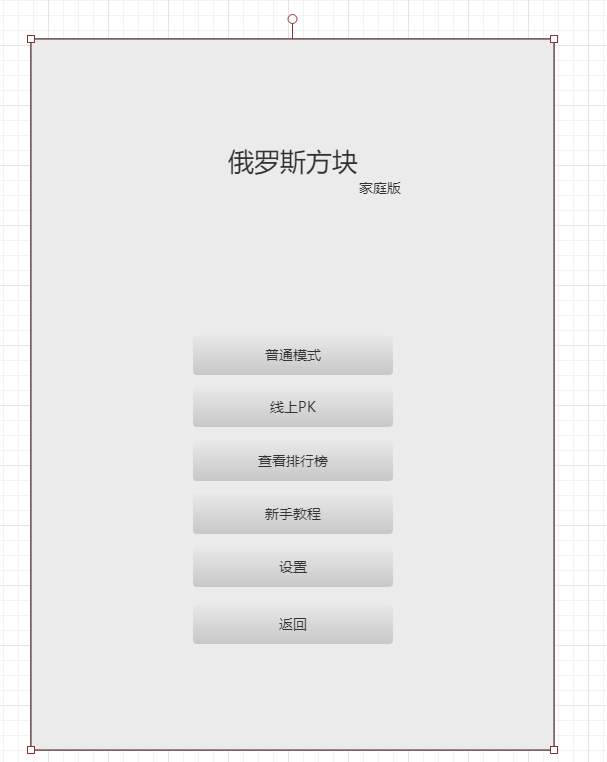 俄罗斯方块
家庭版
普通模式
线上PK
查看排行榜
新手教程
设置
返回